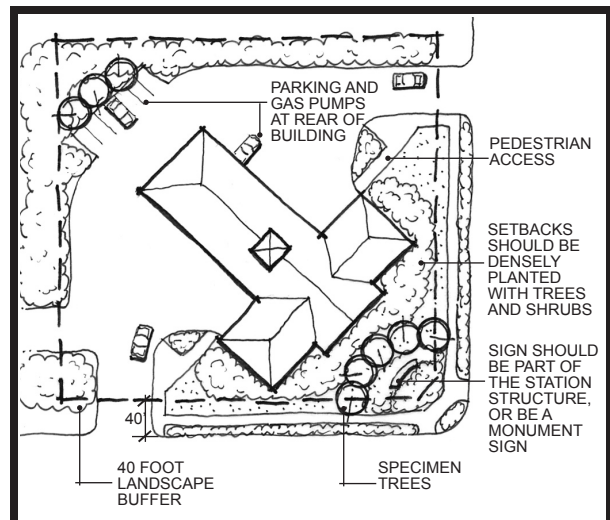 PARKING AND
GAS PUMPS
AT REAR OF
BUILDING
PEDESTRIAN
ACCESS
SETBACKS
SHOULD BE
DENSELY
PLANTED
WITH TREES
AND SHRUBS
SIGN SHOULD
BE PART OF
THE STATION
STRUCTURE,
OR BE A
MONUMENT
SIGN
40'
40 FOOT
LANDSCAPE
BUFFER
SPECIMEN
TREES